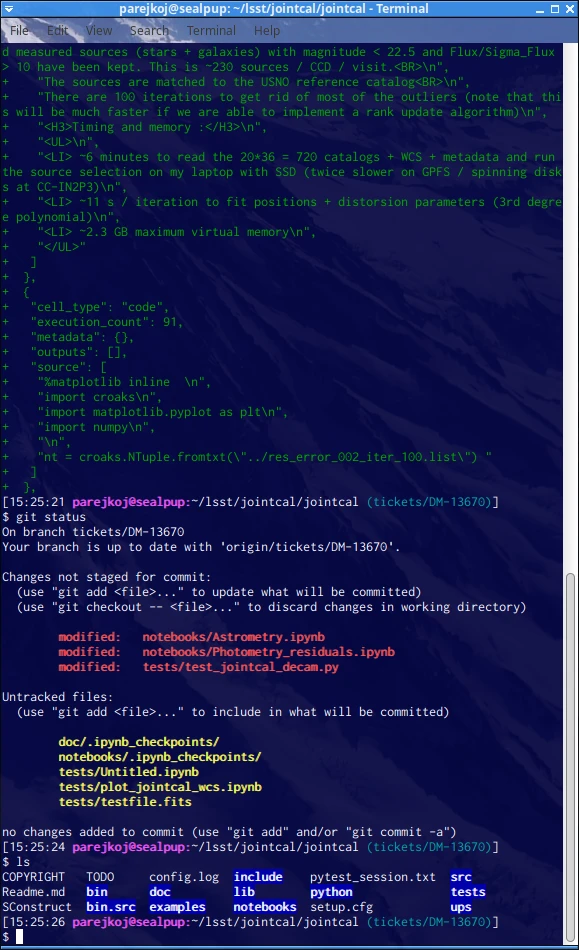 parejkoj@sealpup: ~/lsst/jointcal/jointcal - Terminal
File Edit View Search Terminal Help
d measured sources (stars + galaxies) with magnitude < 22.5 and Flux/Sigma_Flux
> 10 have been kept. This is ~230 sources / CCD / visit.<BR>\n",
+    "The sources are matched to the USNO reference catalog<BR>\n",
+    "There are 100 iterations to get rid of most of the outliers (note that thi
s will be much faster if we are able to implement a rank update algorithm)\n",
+    "<H3>Timing and memory :</H3>\n",
+    "<UL>\n",
+    "<LI> ~6 minutes to read the 20*36 = 720 catalogs + WCS + metadata and run
the source selection on my laptop with SSD (twice slower on GPFS / spinning disk
s at CC-IN2P3)\n",
+    "<LI> ~11 s / iteration to fit positions + distorsion parameters (3rd degre
e polynomial)\n",
+    "<LI> ~2.3 GB maximum virtual memory\n",
+    "</UL>"
+   ]
+  },
+  {
+   "cell_type": "code",
+   "execution_count": 91,
+   "metadata": {},
+   "outputs": [],
+   "source": [
+    "%matplotlib inline  \n",
+    "import croaks\n",
+    "import matplotlib.pyplot as plt\n",
+    "import numpy\n",
+    "\n",
+    "nt = croaks.NTuple.fromtxt(\"../res_error_002_iter_100.list\") "
+   ]
+  },
[15:25:21 parejkoj@sealpup:~/lsst/jointcal/jointcal (tickets/DM-13670)]
$ git status
On branch tickets/DM-13670
Your branch is up to date with 'origin/tickets/DM-13670'.
Changes not staged for commit:
  (use "git add <file>..." to update what will be committed)
  (use "git checkout -- <file>..." to discard changes in working directory)
modified:   notebooks/Astrometry.ipynb
modified:   notebooks/Photometry_residuals.ipynb
modified:   tests/test_jointcal_decam.py
Untracked files:
  (use "git add <file>..." to include in what will be committed)
doc/.ipynb_checkpoints/
notebooks/.ipynb_checkpoints/
tests/Untitled.ipynb
tests/plot_jointcal_wcs.ipynb
tests/testfile.fits
no changes added to commit (use "git add" and/or "git commit -a")
[15:25:24 parejkoj@sealpup:~/lsst/jointcal/jointcal (tickets/DM-13670)]
$ ls
COPYRIGHT   TODO     config.log  include    pytest_session.txt  src
Readme.md   bin      doc         lib        python              tests
SConstruct  bin.src  examples    notebooks  setup.cfg           ups
[15:25:26 parejkoj@sealpup:~/lsst/jointcal/jointcal (tickets/DM-13670)]
$